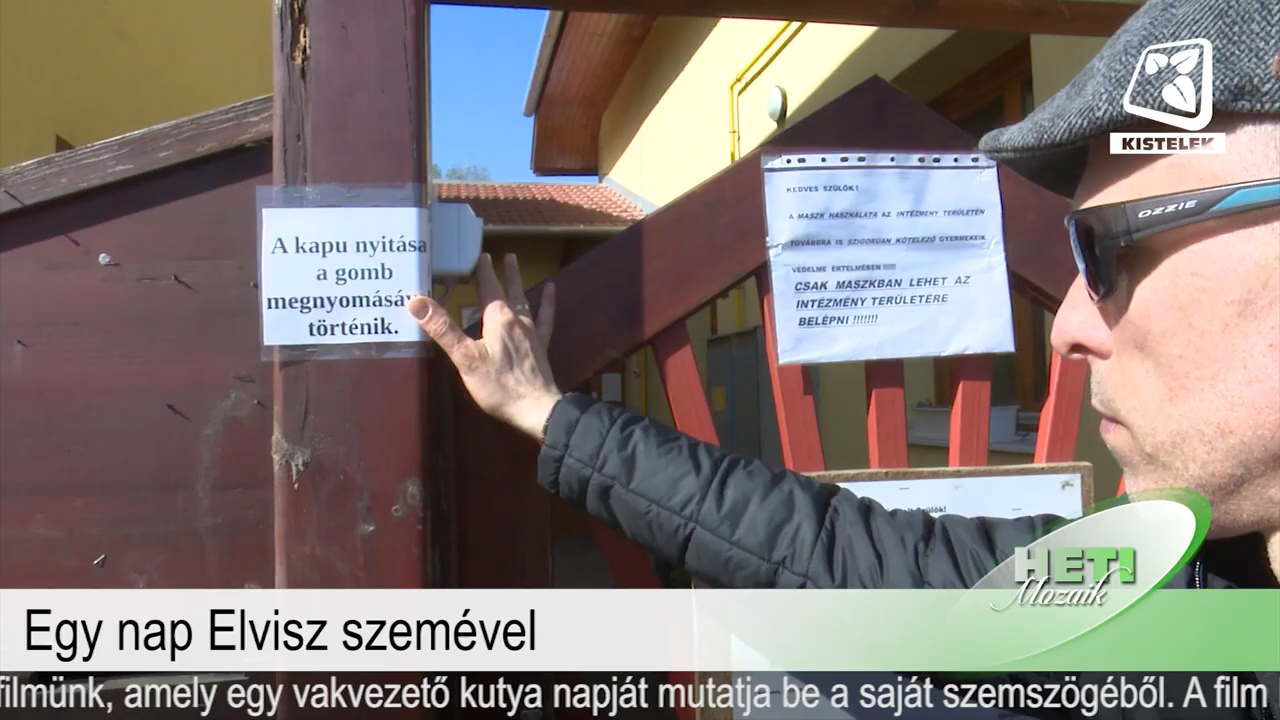 KISTELEK
OZZIE
A kapu nyitása
a gomb
történik.
KEDVES SZÜLŐK!
A MASZK HASZNÁLATA AZ INTÉZMÉNY TERÜLETÉN
TOVÁBBRA IS SZIGORÚAN KÖTELEZŐ GYERMEKEIK
VÉDELME ÉRTELMÉBEN !!!!!
CSAK MASZKBAN LEHET AZ
INTÉZMÉNY TERÜLETÉRE
BELÉPNI !!!!!!!
HETI
Mozaik
Egy nap Elvisz szemével
filmünk, amely egy vakvezető kutya napját mutatja be a saját szemszögéből. A film